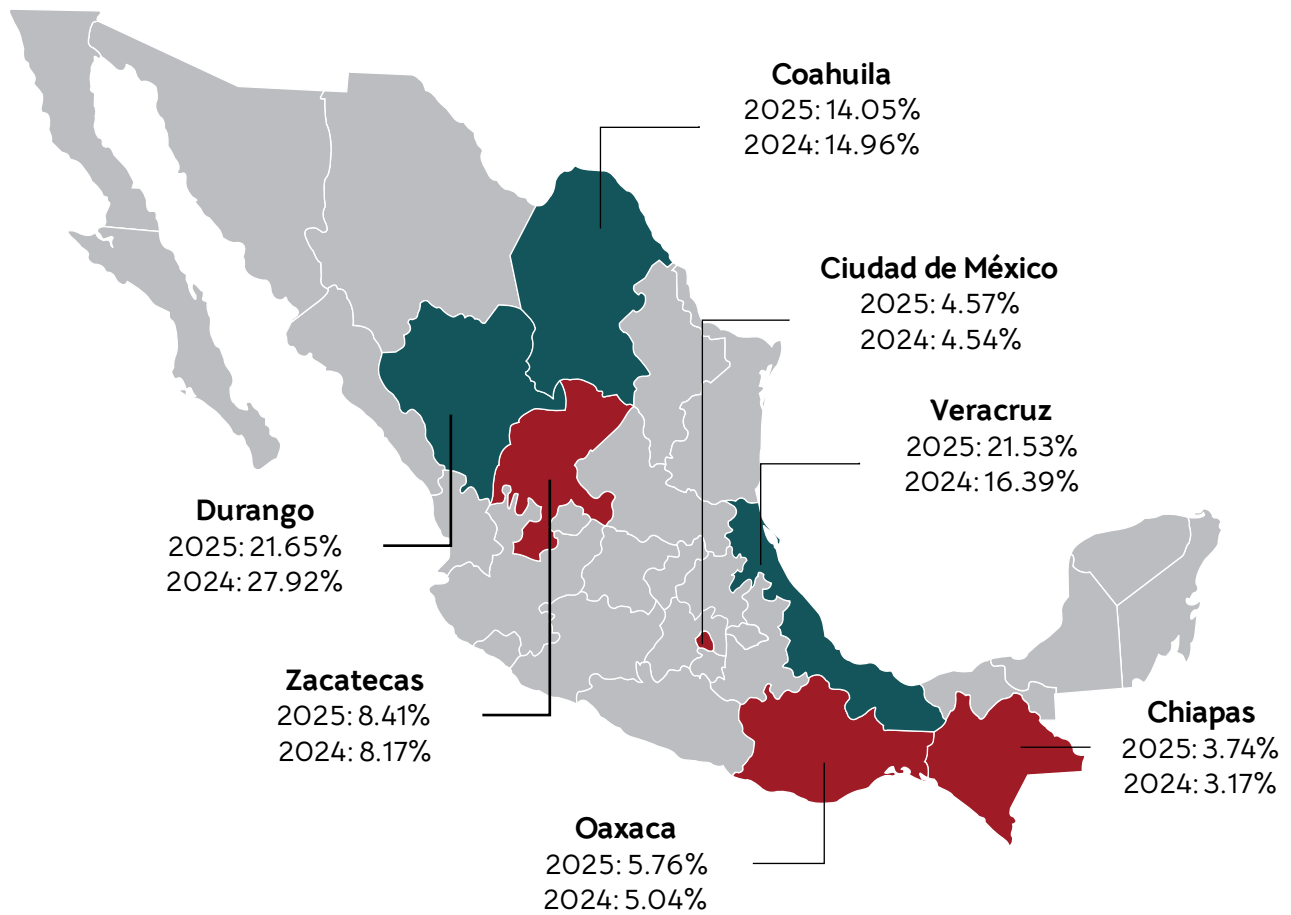 Coahuila
2025: 14.05%
2024: 14.96%
Ciudad de México
2025: 4.57%
2024: 4.54%
Veracruz
2025: 21.53%
2024: 16.39%
Durango
2025: 21.65%
2024: 27.92%
Zacatecas
2025: 8.41%
2024: 8.17%
Chiapas
2025: 3.74%
2024: 3.17%
Oaxaca
2025: 5.76%
2024: 5.04%